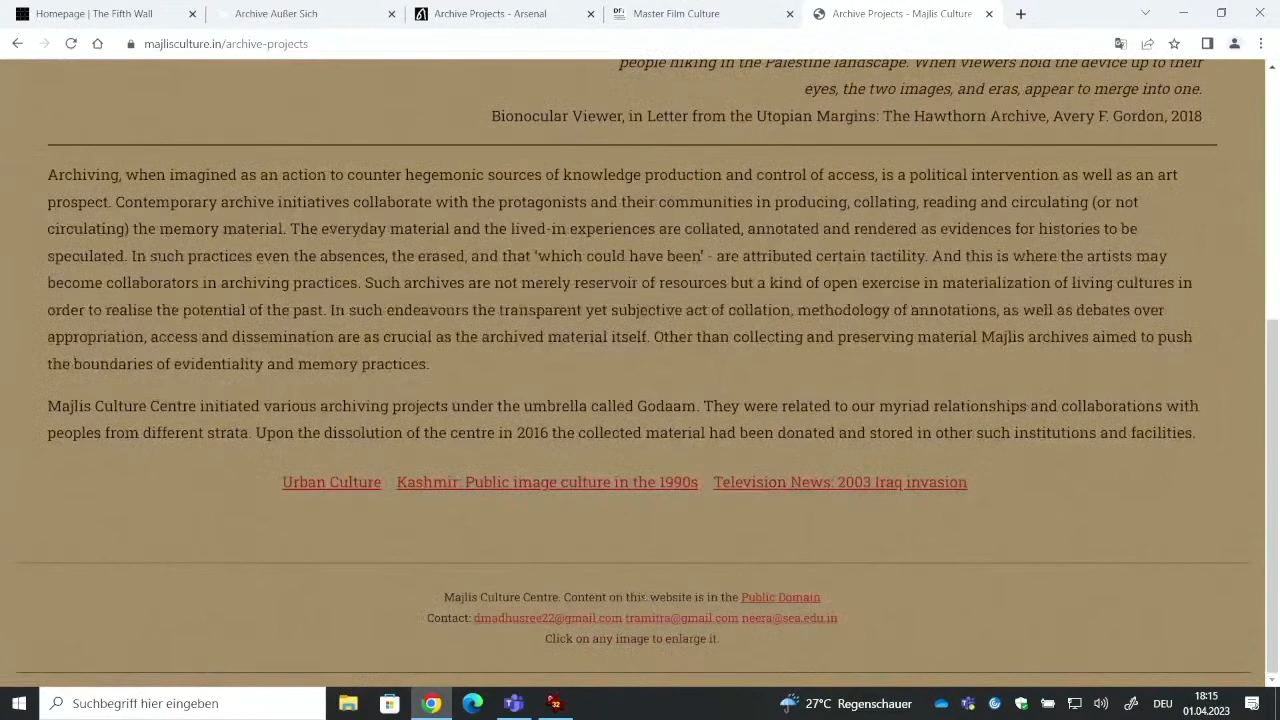 Homepage | The Fifth Wall
Archive Außer Sich
Archive Projects - Arsenal
Master Film Culture
Archive Projects - Majlis Culture
majlisculture.in/archive-projects
people hiking in the Palestine landscape. When viewers hold the device up to their
eyes, the two images, and eras, appear to merge into one.
Bionocular Viewer, in Letter from the Utopian Margins: The Hawthorn Archive, Avery F. Gordon, 2018
Archiving, when imagined as an action to counter hegemonic sources of knowledge production and control of access, is a political intervention as well as an art
prospect. Contemporary archive initiatives collaborate with the protagonists and their communities in producing, collating, reading and circulating (or not
circulating) the memory material. The everyday material and the lived-in experiences are collated, annotated and rendered as evidences for histories to be
speculated. In such practices even the absences, the erased, and that 'which could have been' - are attributed certain tactility. And this is where the artists may
become collaborators in archiving practices. Such archives are not merely reservoir of resources but a kind of open exercise in materialization of living cultures in
order to realise the potential of the past. In such endeavours the transparent yet subjective act of collation, methodology of annotations, as well as debates over
appropriation, access and dissemination are as crucial as the archived material itself. Other than collecting and preserving material Majlis archives aimed to push
the boundaries of evidentiality and memory practices.
Majlis Culture Centre initiated various archiving projects under the umbrella called Godaam. They were related to our myriad relationships and collaborations with
peoples from different strata. Upon the dissolution of the centre in 2016 the collected material had been donated and stored in other such institutions and facilities.
Urban Culture Kashmir: Public image culture in the 1990s Television News: 2003 Iraq invasion
Majlis Culture Centre. Content on this website is in the Public Domain
Contact: dmadhusree22@gmail.com tramitra@gmail.com neera@sea.edu.in
Click on any image to enlarge it.
Suchbegriff hier eingeben
32
27°C Regenschauer
DEU
18:15
01.04.2023